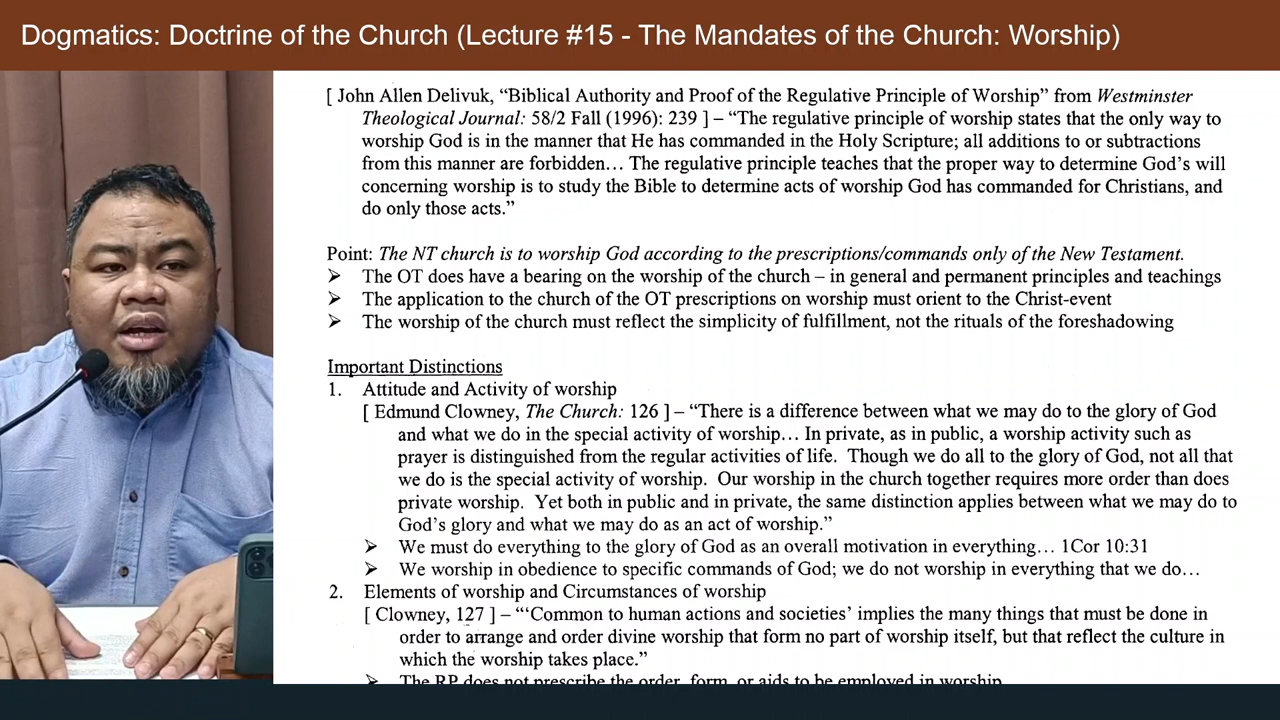 Dogmatics: Doctrine of the Church (Lecture #15 - The Mandates of the Church: Worship)
[ John Allen Delivuk, “Biblical Authority and Proof of the Regulative Principle of Worship” from Westminster
Theological Journal: 58/2 Fall (1996): 239 ] – “The regulative principle of worship states that the only way to
worship God is in the manner that He has commanded in the Holy Scripture; all additions to or subtractions
from this manner are forbidden… The regulative principle teaches that the proper way to determine God’s will
concerning worship is to study the Bible to determine acts of worship God has commanded for Christians, and
do only those acts.”
Point: The NT church is to worship God according to the prescriptions/commands only of the New Testament.
➢ The OT does have a bearing on the worship of the church – in general and permanent principles and teachings
➢ The application to the church of the OT prescriptions on worship must orient to the Christ-event
➢ The worship of the church must reflect the simplicity of fulfillment, not the rituals of the foreshadowing
Important Distinctions
1. Attitude and Activity of worship
[ Edmund Clowney, The Church: 126 ] – “There is a difference between what we may do to the glory of God
and what we do in the special activity of worship… In private, as in public, a worship activity such as
prayer is distinguished from the regular activities of life. Though we do all to the glory of God, not all that
we do is the special activity of worship. Our worship in the church together requires more order than does
private worship. Yet both in public and in private, the same distinction applies between what we may do to
God’s glory and what we may do as an act of worship.”
➢ We must do everything to the glory of God as an overall motivation in everything… 1Cor 10:31
➢ We worship in obedience to specific commands of God; we do not worship in everything that we do…
2. Elements of worship and Circumstances of worship
[ Clowney, 127 ] – “‘Common to human actions and societies’ implies the many things that must be done in
order to arrange and order divine worship that form no part of worship itself, but that reflect the culture in
which the worship takes place.”
➢ The RP does not prescribe the order, form, or aids to be employed in worship